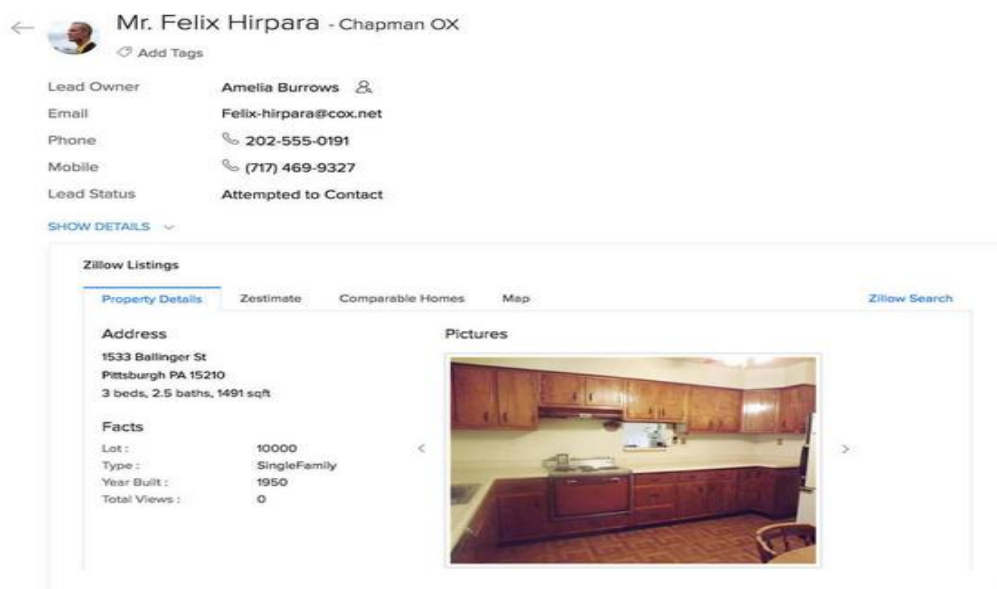 Mr. Felix Hirpara - Chapman OX
Add Tags
Lead Owner Amelia Burrows
Email Felix-hirpara@cox.net
Phone 202-555-0191
Mobile (717) 469-9327
Lead Status Attempted to Contact
SHOW DETAILS
Zillow Listings
Property Details Zestimate Comparable Homes Map Zillow Search
Address
1533 Ballinger St
Pittsburgh PA 15210
3 beds, 2.5 baths, 1491 sqft
Pictures
Facts
Lot : 10000
Type : SingleFamily
Year Built : 1950
Total Views : 0